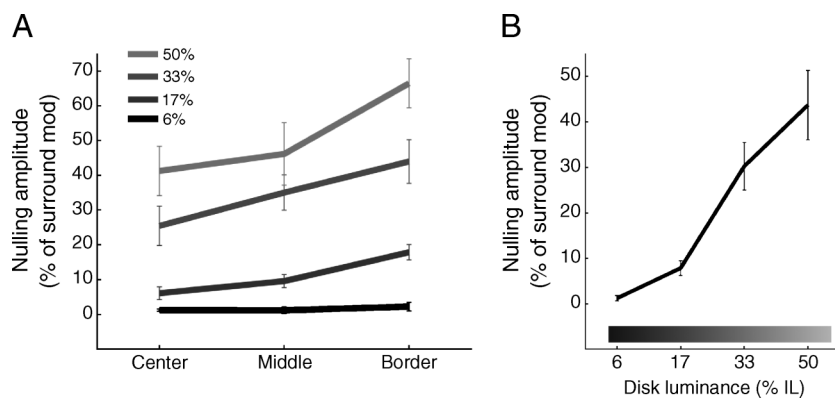 A
50%
33%
17%
6%
70
60
50
40
30
20
10
0
Nulling amplitude
(% of surround mod)
Center Middle Border
B
50
40
30
20
10
0
Nulling amplitude
(% of surround mod)
6 17 33 50
Disk luminance (% IL)